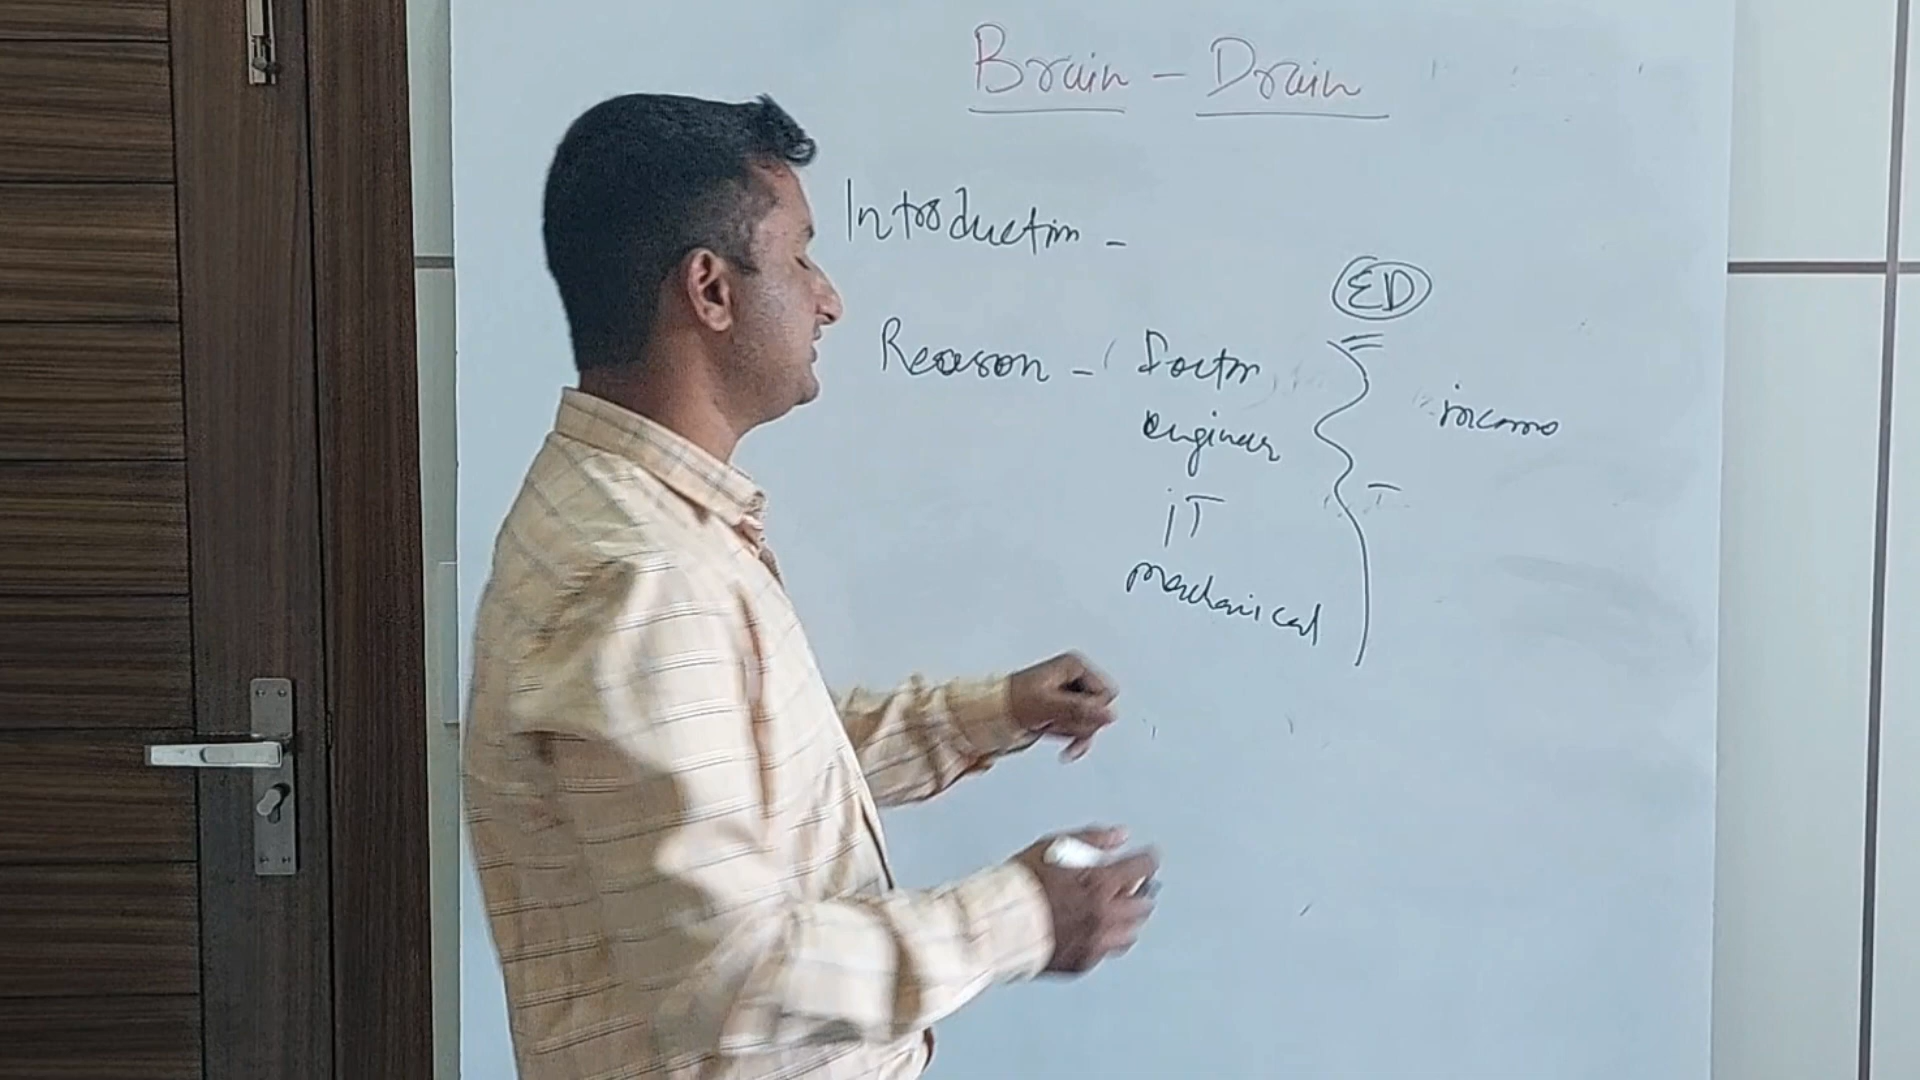 Brain - Drain
Introduction -
ED
Reason - Doctor
engineer
income
iT
mechanical